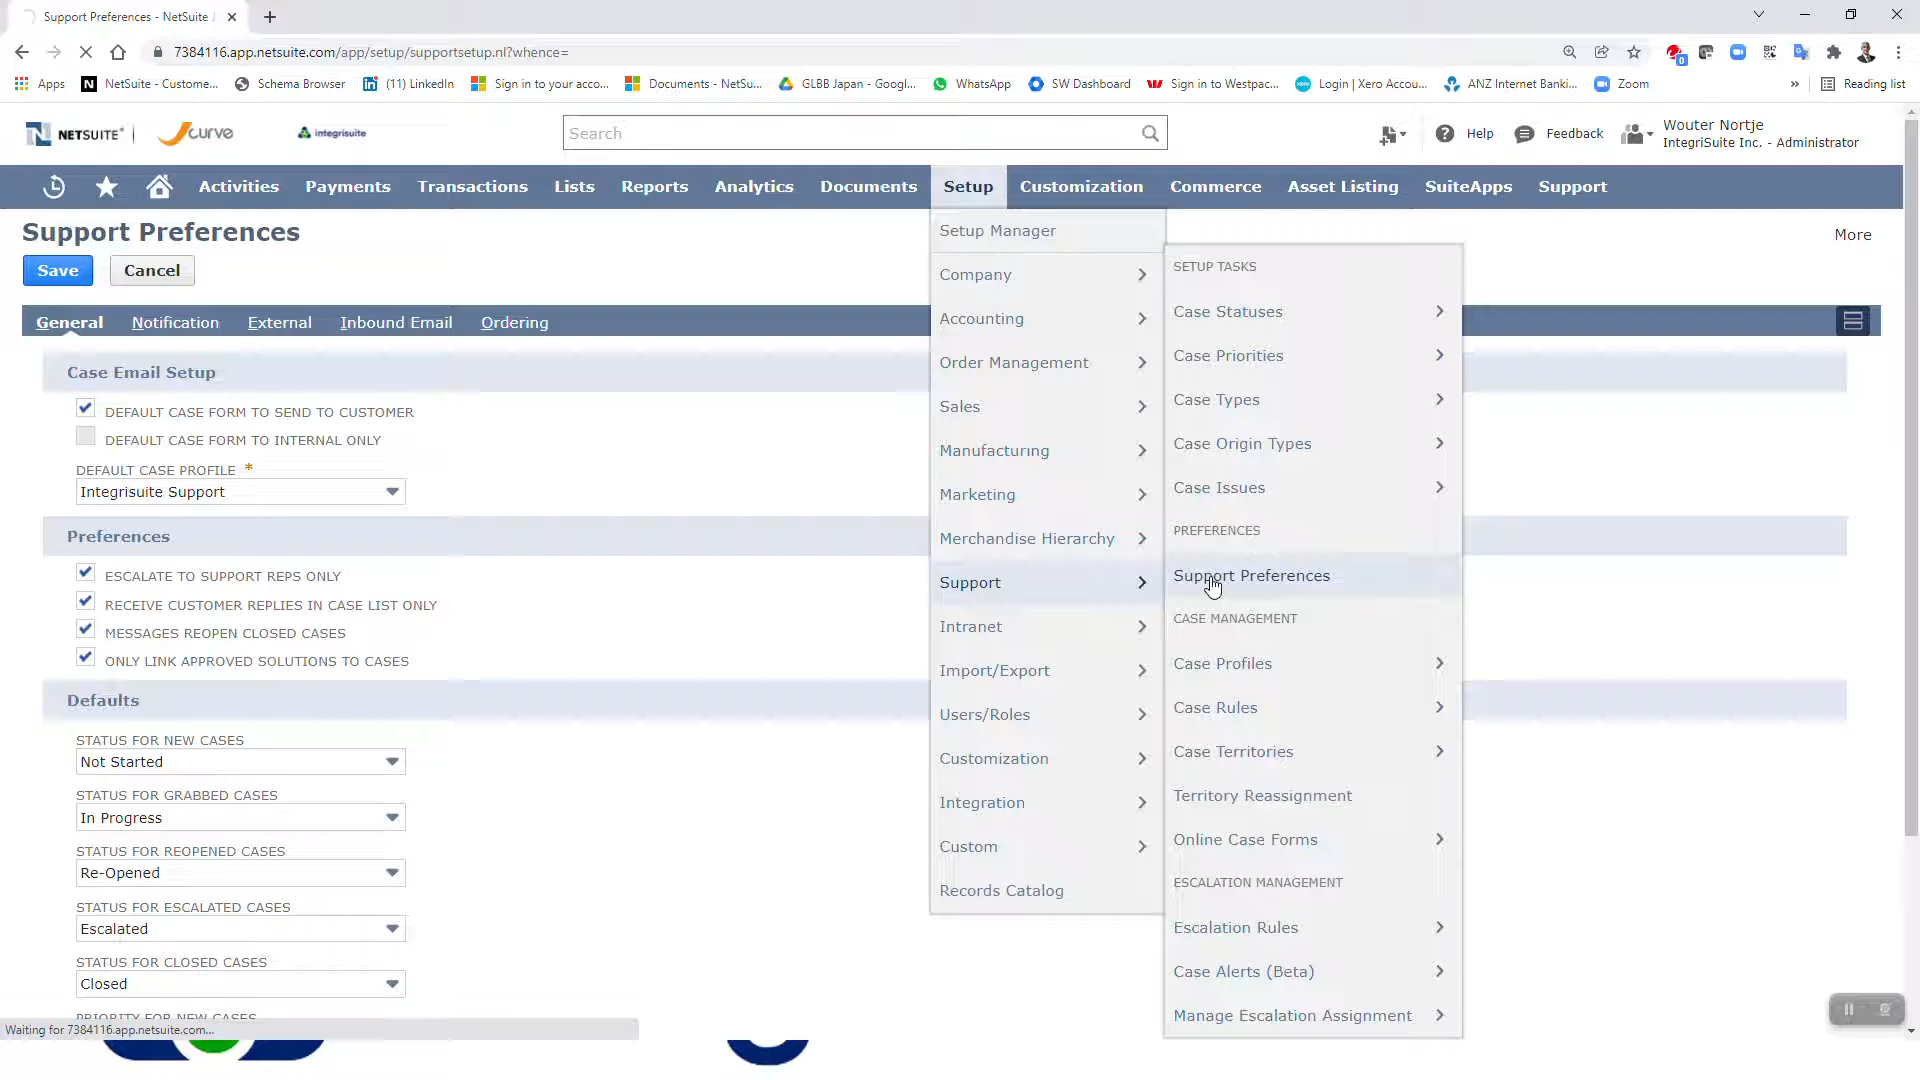 Support Preferences - NetSuite
7384116.app.netsuite.com/app/setup/supportsetup.nl?whence=
Apps
NetSuite - Custome...
Schema Browser
(11) LinkedIn
Sign in to your acco...
Documents - NetSu...
GLBB Japan - Googl...
WhatsApp
SW Dashboard
Sign in to Westpac...
Login | Xero Accou...
ANZ Internet Banki...
Zoom
»
Reading list
NETSUITE
curve
integrisuite
Search
Help
Feedback
Wouter Nortje
IntegriSuite Inc. - Administrator
Activities
Payments
Transactions
Lists
Reports
Analytics
Documents
Setup
Customization
Commerce
Asset Listing
SuiteApps
Support
Support Preferences
More
Save
Cancel
General
Notification
External
Inbound Email
Ordering
Case Email Setup
DEFAULT CASE FORM TO SEND TO CUSTOMER
DEFAULT CASE FORM TO INTERNAL ONLY
DEFAULT CASE PROFILE *
Integrisuite Support
Preferences
ESCALATE TO SUPPORT REPS ONLY
RECEIVE CUSTOMER REPLIES IN CASE LIST ONLY
MESSAGES REOPEN CLOSED CASES
ONLY LINK APPROVED SOLUTIONS TO CASES
Defaults
STATUS FOR NEW CASES
Not Started
STATUS FOR GRABBED CASES
In Progress
STATUS FOR REOPENED CASES
Re-Opened
STATUS FOR ESCALATED CASES
Escalated
STATUS FOR CLOSED CASES
Closed
PRIORITY FOR NEW CASES
Setup Manager
Company
Accounting
Order Management
Sales
Manufacturing
Marketing
Merchandise Hierarchy
Support
Intranet
Import/Export
Users/Roles
Customization
Integration
Custom
Records Catalog
SETUP TASKS
Case Statuses
Case Priorities
Case Types
Case Origin Types
Case Issues
PREFERENCES
Support Preferences
CASE MANAGEMENT
Case Profiles
Case Rules
Case Territories
Territory Reassignment
Online Case Forms
ESCALATION MANAGEMENT
Escalation Rules
Case Alerts (Beta)
Manage Escalation Assignment
Waiting for 7384116.app.netsuite.com...